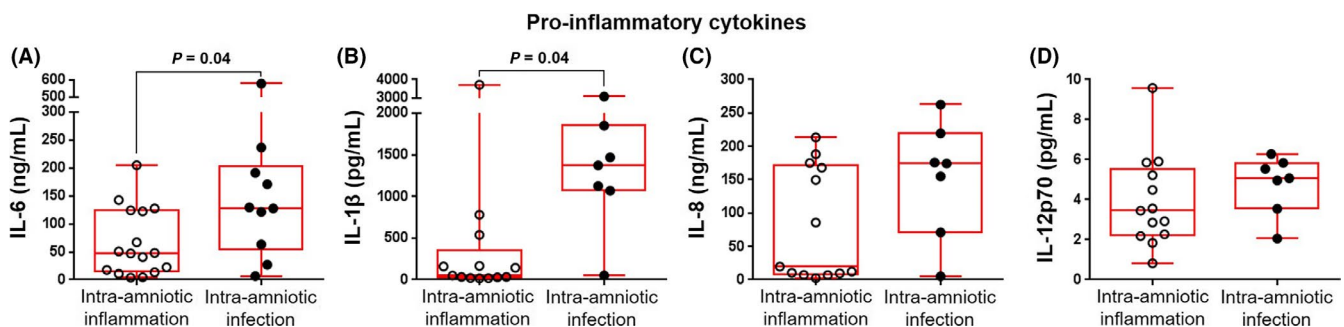 Pro-inflammatory cytokines
(A)
P = 0.04
IL-6 (ng/mL)
600
500
300
250
200
150
100
50
0
Intra-amniotic
inflammation
Intra-amniotic
infection
(B)
P = 0.04
IL-1β (pg/mL)
4000
3000
2000
1500
1000
500
0
Intra-amniotic
inflammation
Intra-amniotic
infection
(C)
IL-8 (ng/mL)
300
250
200
150
100
50
0
Intra-amniotic
inflammation
Intra-amniotic
infection
(D)
IL-12p70 (pg/mL)
10
8
6
4
2
0
Intra-amniotic
inflammation
Intra-amniotic
infection